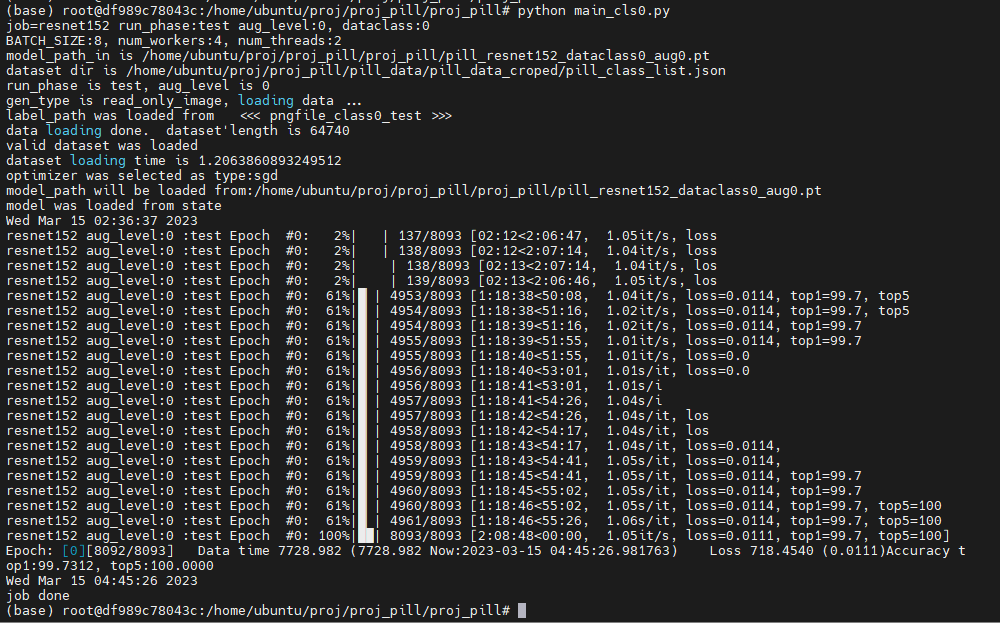 (base) root@df989c78043c:/home/ubuntu/proj/proj_pill/proj_pill# python main_cls0.py
job=resnet152 run_phase:test aug_level:0, dataclass:0
BATCH_SIZE:8, num_workers:4, num_threads:2
model_path_in is /home/ubuntu/proj/proj_pill/proj_pill/pill_resnet152_dataclass0_aug0.pt
dataset dir is /home/ubuntu/proj/proj_pill/pill_data/pill_data_croped/pill_class_list.json
run_phase is test, aug_level is 0
gen_type is read_only_image, loading data ...
label_path was loaded from   <<< pngfile_class0_test >>>
data loading done.  dataset'length is 64740
valid dataset was loaded
dataset loading time is 1.2063860893249512
optimizer was selected as type:sgd
model_path will be loaded from:/home/ubuntu/proj/proj_pill/proj_pill/pill_resnet152_dataclass0_aug0.pt
model was loaded from state
Wed Mar 15 02:36:37 2023
resnet152 aug_level:0 :test Epoch  #0:   2%|   | 137/8093 [02:12<2:06:47,  1.05it/s, loss
resnet152 aug_level:0 :test Epoch  #0:   2%|   | 138/8093 [02:12<2:07:14,  1.04it/s, loss
resnet152 aug_level:0 :test Epoch  #0:   2%|    | 138/8093 [02:13<2:07:14,  1.04it/s, los
resnet152 aug_level:0 :test Epoch  #0:   2%|    | 139/8093 [02:13<2:06:46,  1.05it/s, los
resnet152 aug_level:0 :test Epoch  #0:  61%|█ | 4953/8093 [1:18:38<50:08,  1.04it/s, loss=0.0114, top1=99.7, top5
resnet152 aug_level:0 :test Epoch  #0:  61%|█ | 4954/8093 [1:18:38<51:16,  1.02it/s, loss=0.0114, top1=99.7, top5
resnet152 aug_level:0 :test Epoch  #0:  61%|█ | 4954/8093 [1:18:39<51:16,  1.02it/s, loss=0.0114, top1=99.7
resnet152 aug_level:0 :test Epoch  #0:  61%|█ | 4955/8093 [1:18:39<51:55,  1.01it/s, loss=0.0114, top1=99.7
resnet152 aug_level:0 :test Epoch  #0:  61%|█ | 4955/8093 [1:18:40<51:55,  1.01it/s, loss=0.0
resnet152 aug_level:0 :test Epoch  #0:  61%|█ | 4956/8093 [1:18:40<53:01,  1.01s/it, loss=0.0
resnet152 aug_level:0 :test Epoch  #0:  61%|█ | 4956/8093 [1:18:41<53:01,  1.01s/i
resnet152 aug_level:0 :test Epoch  #0:  61%|█ | 4957/8093 [1:18:41<54:26,  1.04s/i
resnet152 aug_level:0 :test Epoch  #0:  61%|█ | 4957/8093 [1:18:42<54:26,  1.04s/it, los
resnet152 aug_level:0 :test Epoch  #0:  61%|█ | 4958/8093 [1:18:42<54:17,  1.04s/it, los
resnet152 aug_level:0 :test Epoch  #0:  61%|█ | 4958/8093 [1:18:43<54:17,  1.04s/it, loss=0.0114,
resnet152 aug_level:0 :test Epoch  #0:  61%|█ | 4959/8093 [1:18:43<54:41,  1.05s/it, loss=0.0114,
resnet152 aug_level:0 :test Epoch  #0:  61%|█ | 4959/8093 [1:18:45<54:41,  1.05s/it, loss=0.0114, top1=99.7
resnet152 aug_level:0 :test Epoch  #0:  61%|█ | 4960/8093 [1:18:45<55:02,  1.05s/it, loss=0.0114, top1=99.7
resnet152 aug_level:0 :test Epoch  #0:  61%|█ | 4960/8093 [1:18:46<55:02,  1.05s/it, loss=0.0114, top1=99.7, top5=100
resnet152 aug_level:0 :test Epoch  #0:  61%|█ | 4961/8093 [1:18:46<55:26,  1.06s/it, loss=0.0114, top1=99.7, top5=100
resnet152 aug_level:0 :test Epoch  #0: 100%|██| 8093/8093 [2:08:48<00:00,  1.05it/s, loss=0.0111, top1=99.7, top5=100]
Epoch: [0][8092/8093]   Data time 7728.982 (7728.982 Now:2023-03-15 04:45:26.981763)    Loss 718.4540 (0.0111)Accuracy t
op1:99.7312, top5:100.0000
Wed Mar 15 04:45:26 2023
job done
(base) root@df989c78043c:/home/ubuntu/proj/proj_pill/proj_pill#